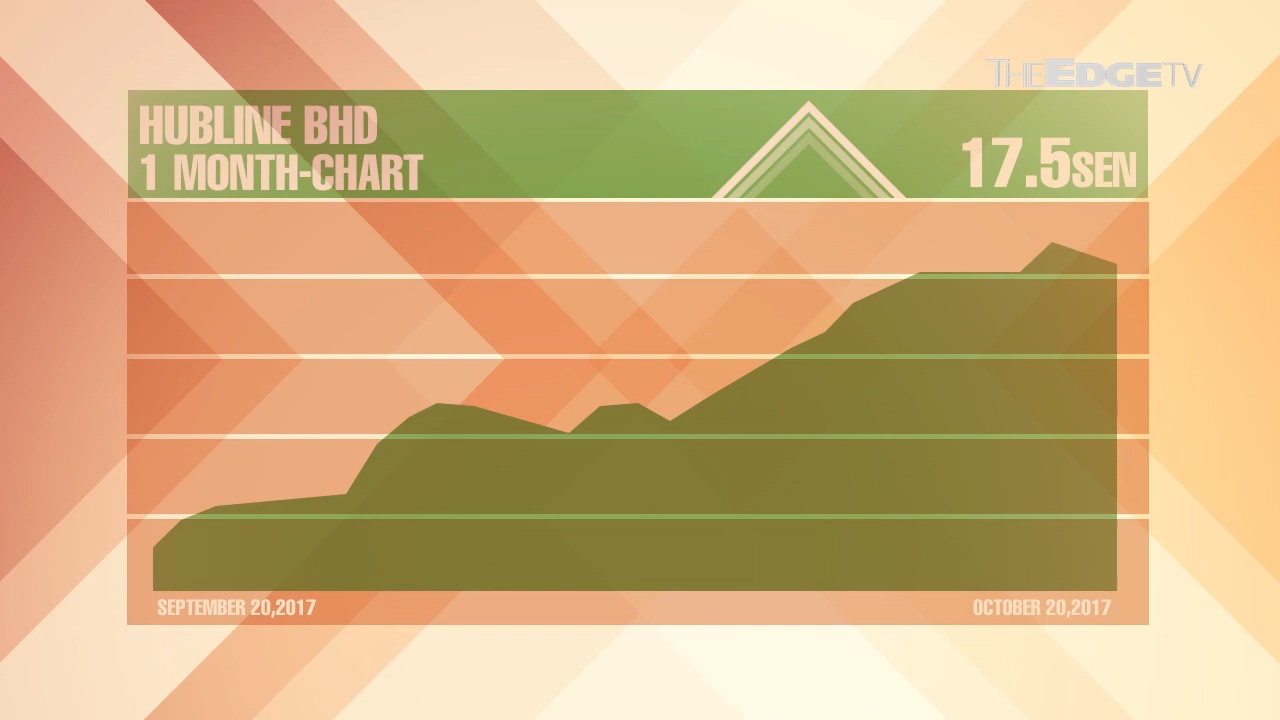 THEEDGETV
HUBLINE BHD
1 MONTH-CHART
17.5SEN
SEPTEMBER 20,2017
OCTOBER 20,2017